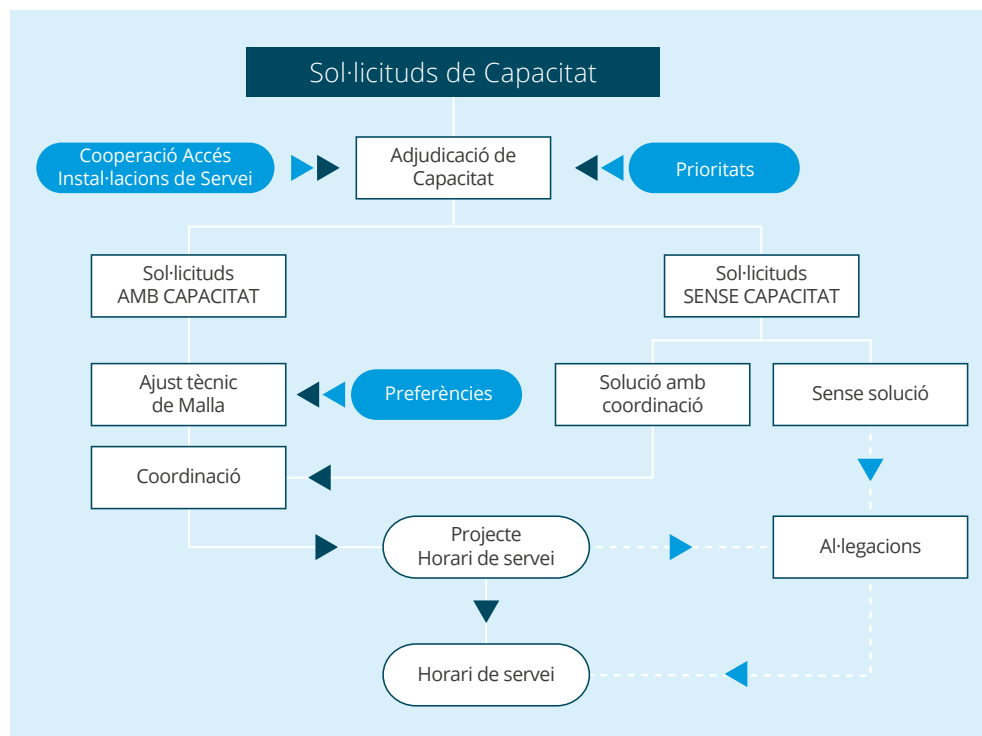 Sol·licituds de Capacitat
Cooperació Accés
Instal·lacions de Servei
Adjudicació de
Capacitat
Prioritats
Sol·licituds
AMB CAPACITAT
Sol·licituds
SENSE CAPACITAT
Ajust tècnic
de Malla
Preferències
Solució amb
coordinació
Sense solució
Coordinació
Projecte
Horari de servei
Al·legacions
Horari de servei